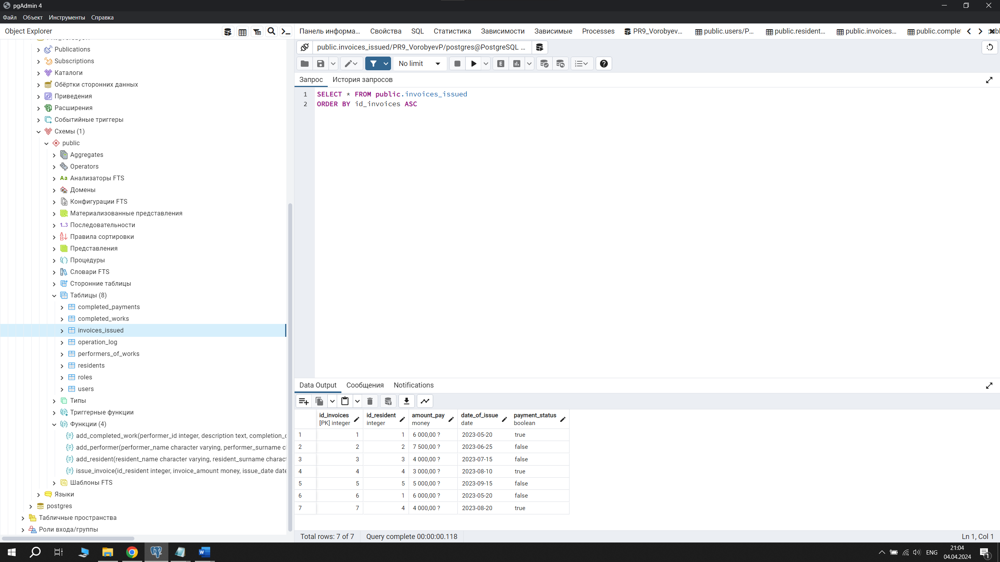 pgAdmin 4
Файл Объект Инструменты Справка
Object Explorer
Publications
Subscriptions
Каталоги
Обёртки сторонних данных
Приведения
Расширения
Событийные триггеры
Схемы (1)
public
Aggregates
Operators
Aa Анализаторы FTS
Домены
Конфигурации FTS
Материализованные представления
1..3 Последовательности
Правила сортировки
Представления
Процедуры
Словари FTS
Сторонние таблицы
Таблицы (8)
completed_payments
completed_works
invoices_issued
operation_log
performers_of_works
residents
roles
users
Типы
Триггерные функции
Функции (4)
add_completed_work(performer_id integer, description text, completion_
add_performer(performer_name character varying, performer_surname c
add_resident(resident_name character varying, resident_surname charact
issue_invoice(id_resident integer, invoice_amount money, issue_date date
Шаблоны FTS
Языки
postgres
Табличные пространства
Роли входа/группы
Панель информа... Свойства SQL Статистика Зависимости Зависимые Processes PR9_Vorobyev... public.users/P... public.resident... public.invoices... public.comple
public.invoices_issued/PR9_VorobyevP/postgres@PostgreSQL ...
No limit
Запрос История запросов
1 SELECT * FROM public.invoices_issued
2 ORDER BY id_invoices ASC
Data Output Сообщения Notifications
id_invoices id_resident amount_pay date_of_issue payment_status
[PK] integer integer money date boolean
1 1 1 6 000,00 ? 2023-05-20 true
2 2 2 7 500,00 ? 2023-06-25 false
3 3 3 4 000,00 ? 2023-07-15 false
4 4 4 3 000,00 ? 2023-08-10 true
5 5 5 5 000,00 ? 2023-09-15 false
6 6 1 6 000,00 ? 2023-05-20 false
7 7 4 4 000,00 ? 2023-08-20 true
Total rows: 7 of 7 Query complete 00:00:00.118 Ln 1, Col 1
ENG
21:04
04.04.2024
1